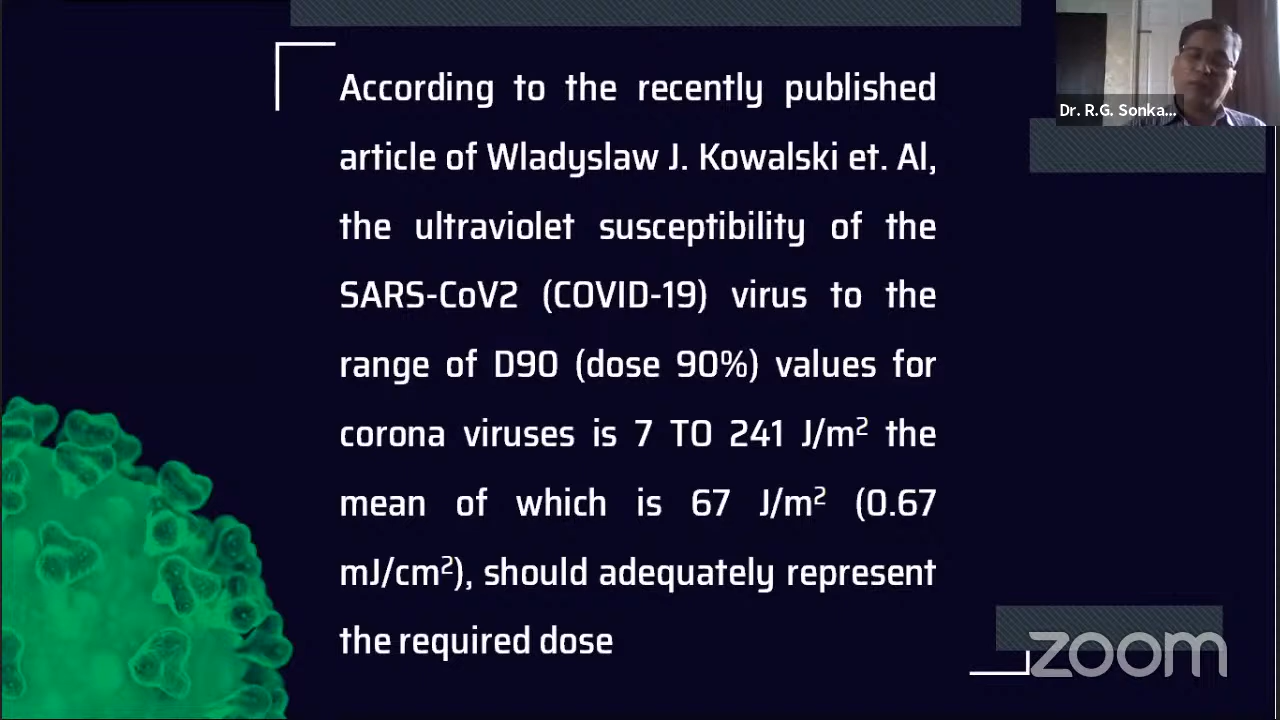 According to the recently published
article of Wladyslaw J. Kowalski et. Al,
the ultraviolet susceptibility of the
SARS-CoV2 (COVID-19) virus to the
range of D90 (dose 90%) values for
corona viruses is 7 TO 241 J/m² the
mean of which is 67 J/m² (0.67
mJ/cm²), should adequately represent
the required dose
Dr. R.G. Sonka...
zoom